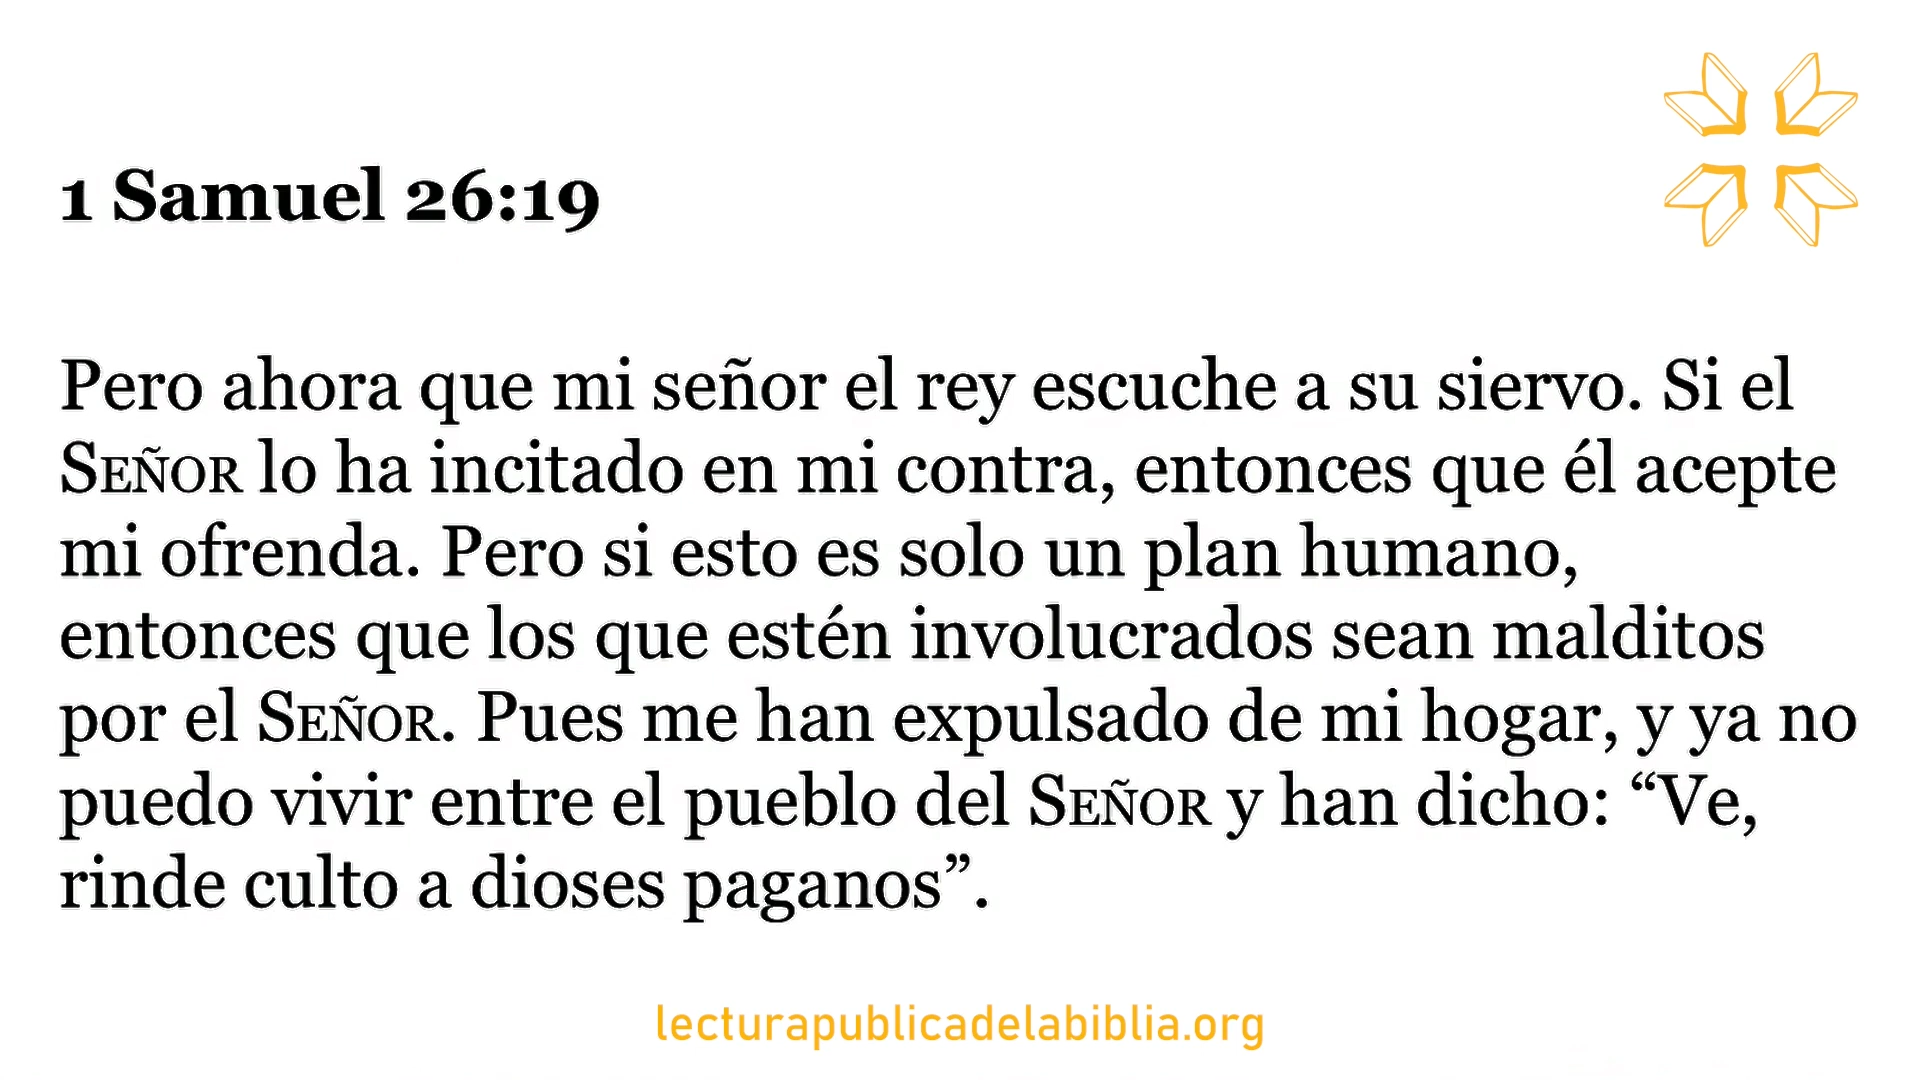 1 Samuel 26:19
Pero ahora que mi señor el rey escuche a su siervo. Si el
SEÑOR lo ha incitado en mi contra, entonces que él acepte
mi ofrenda. Pero si esto es solo un plan humano,
entonces que los que estén involucrados sean malditos
por el SEÑOR. Pues me han expulsado de mi hogar, y ya no
puedo vivir entre el pueblo del SEÑOR y han dicho: “Ve,
rinde culto a dioses paganos”.
lecturapublicadelabiblia.org